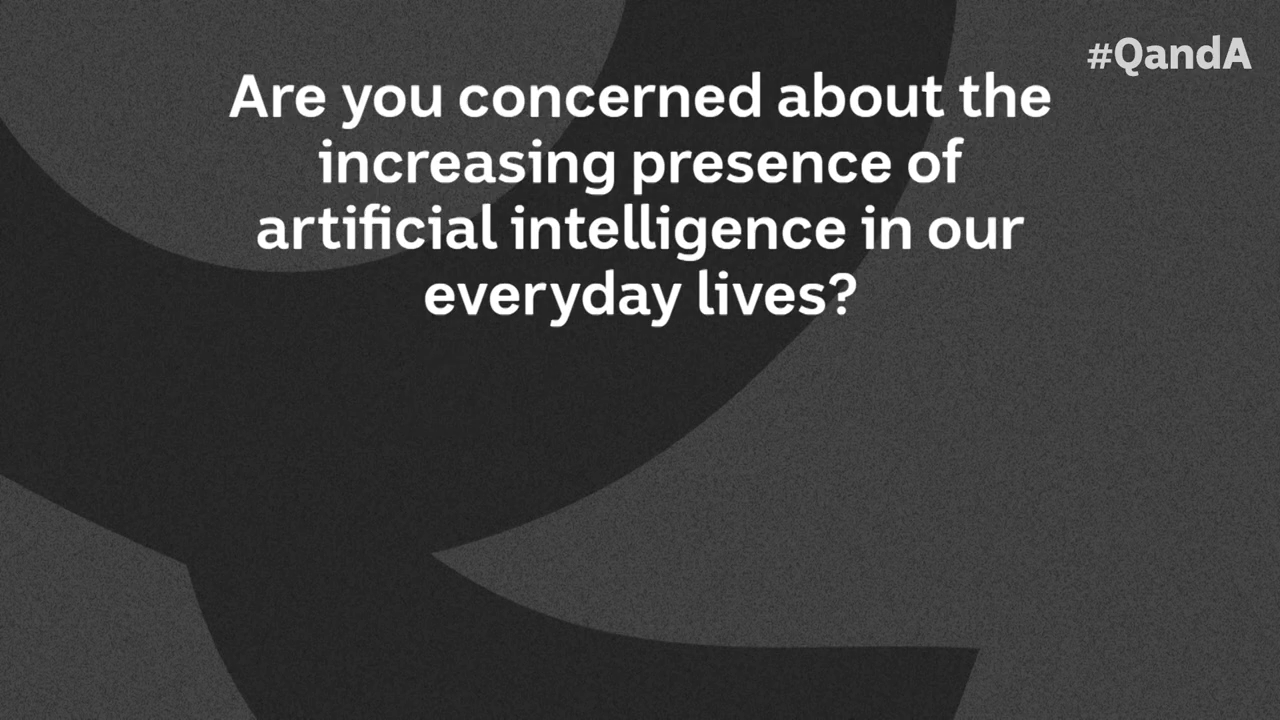 #QandA
Are you concerned about the
increasing presence of
artificial intelligence in our
everyday lives?